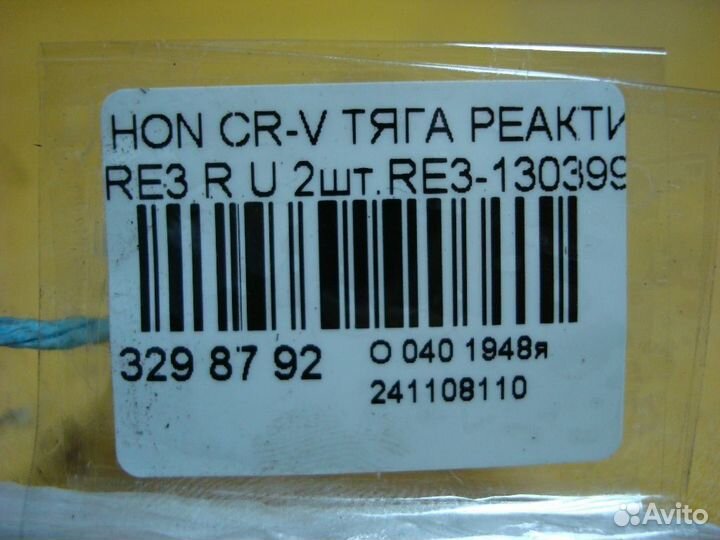 HON CR-V ТЯГА РЕАКТИ
RE3 R U 2шт.RE3-130399
329 87 92
О 040 1948я
241108110
Avito